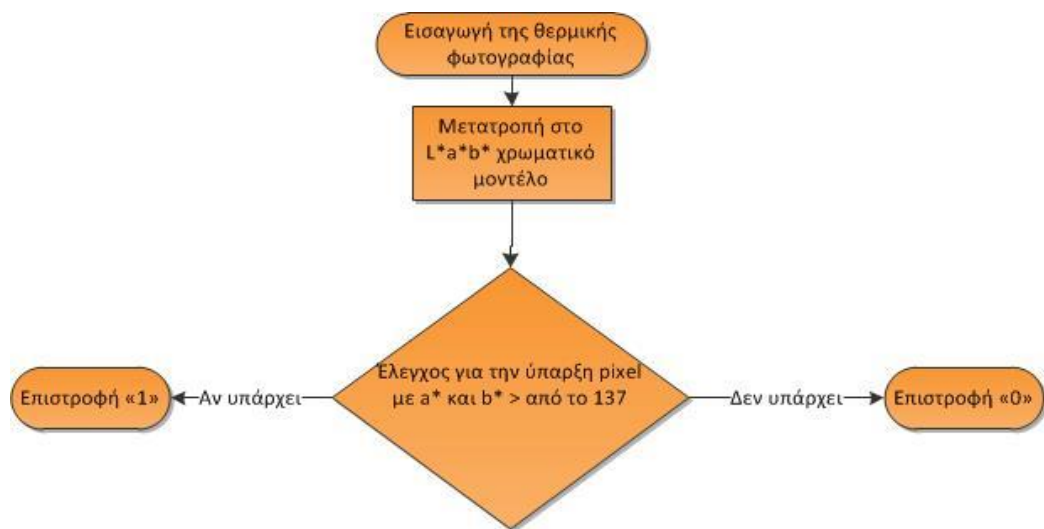 Εισαγωγή της θερμικής
φωτογραφίας
Μετατροπή στο
L*a*b* χρωματικό
μοντέλο
Έλεγχος για την ύπαρξη pixel
με a* και b* > από το 137
Επιστροφή «1»
Αν υπάρχει
Δεν υπάρχει
Επιστροφή «0»